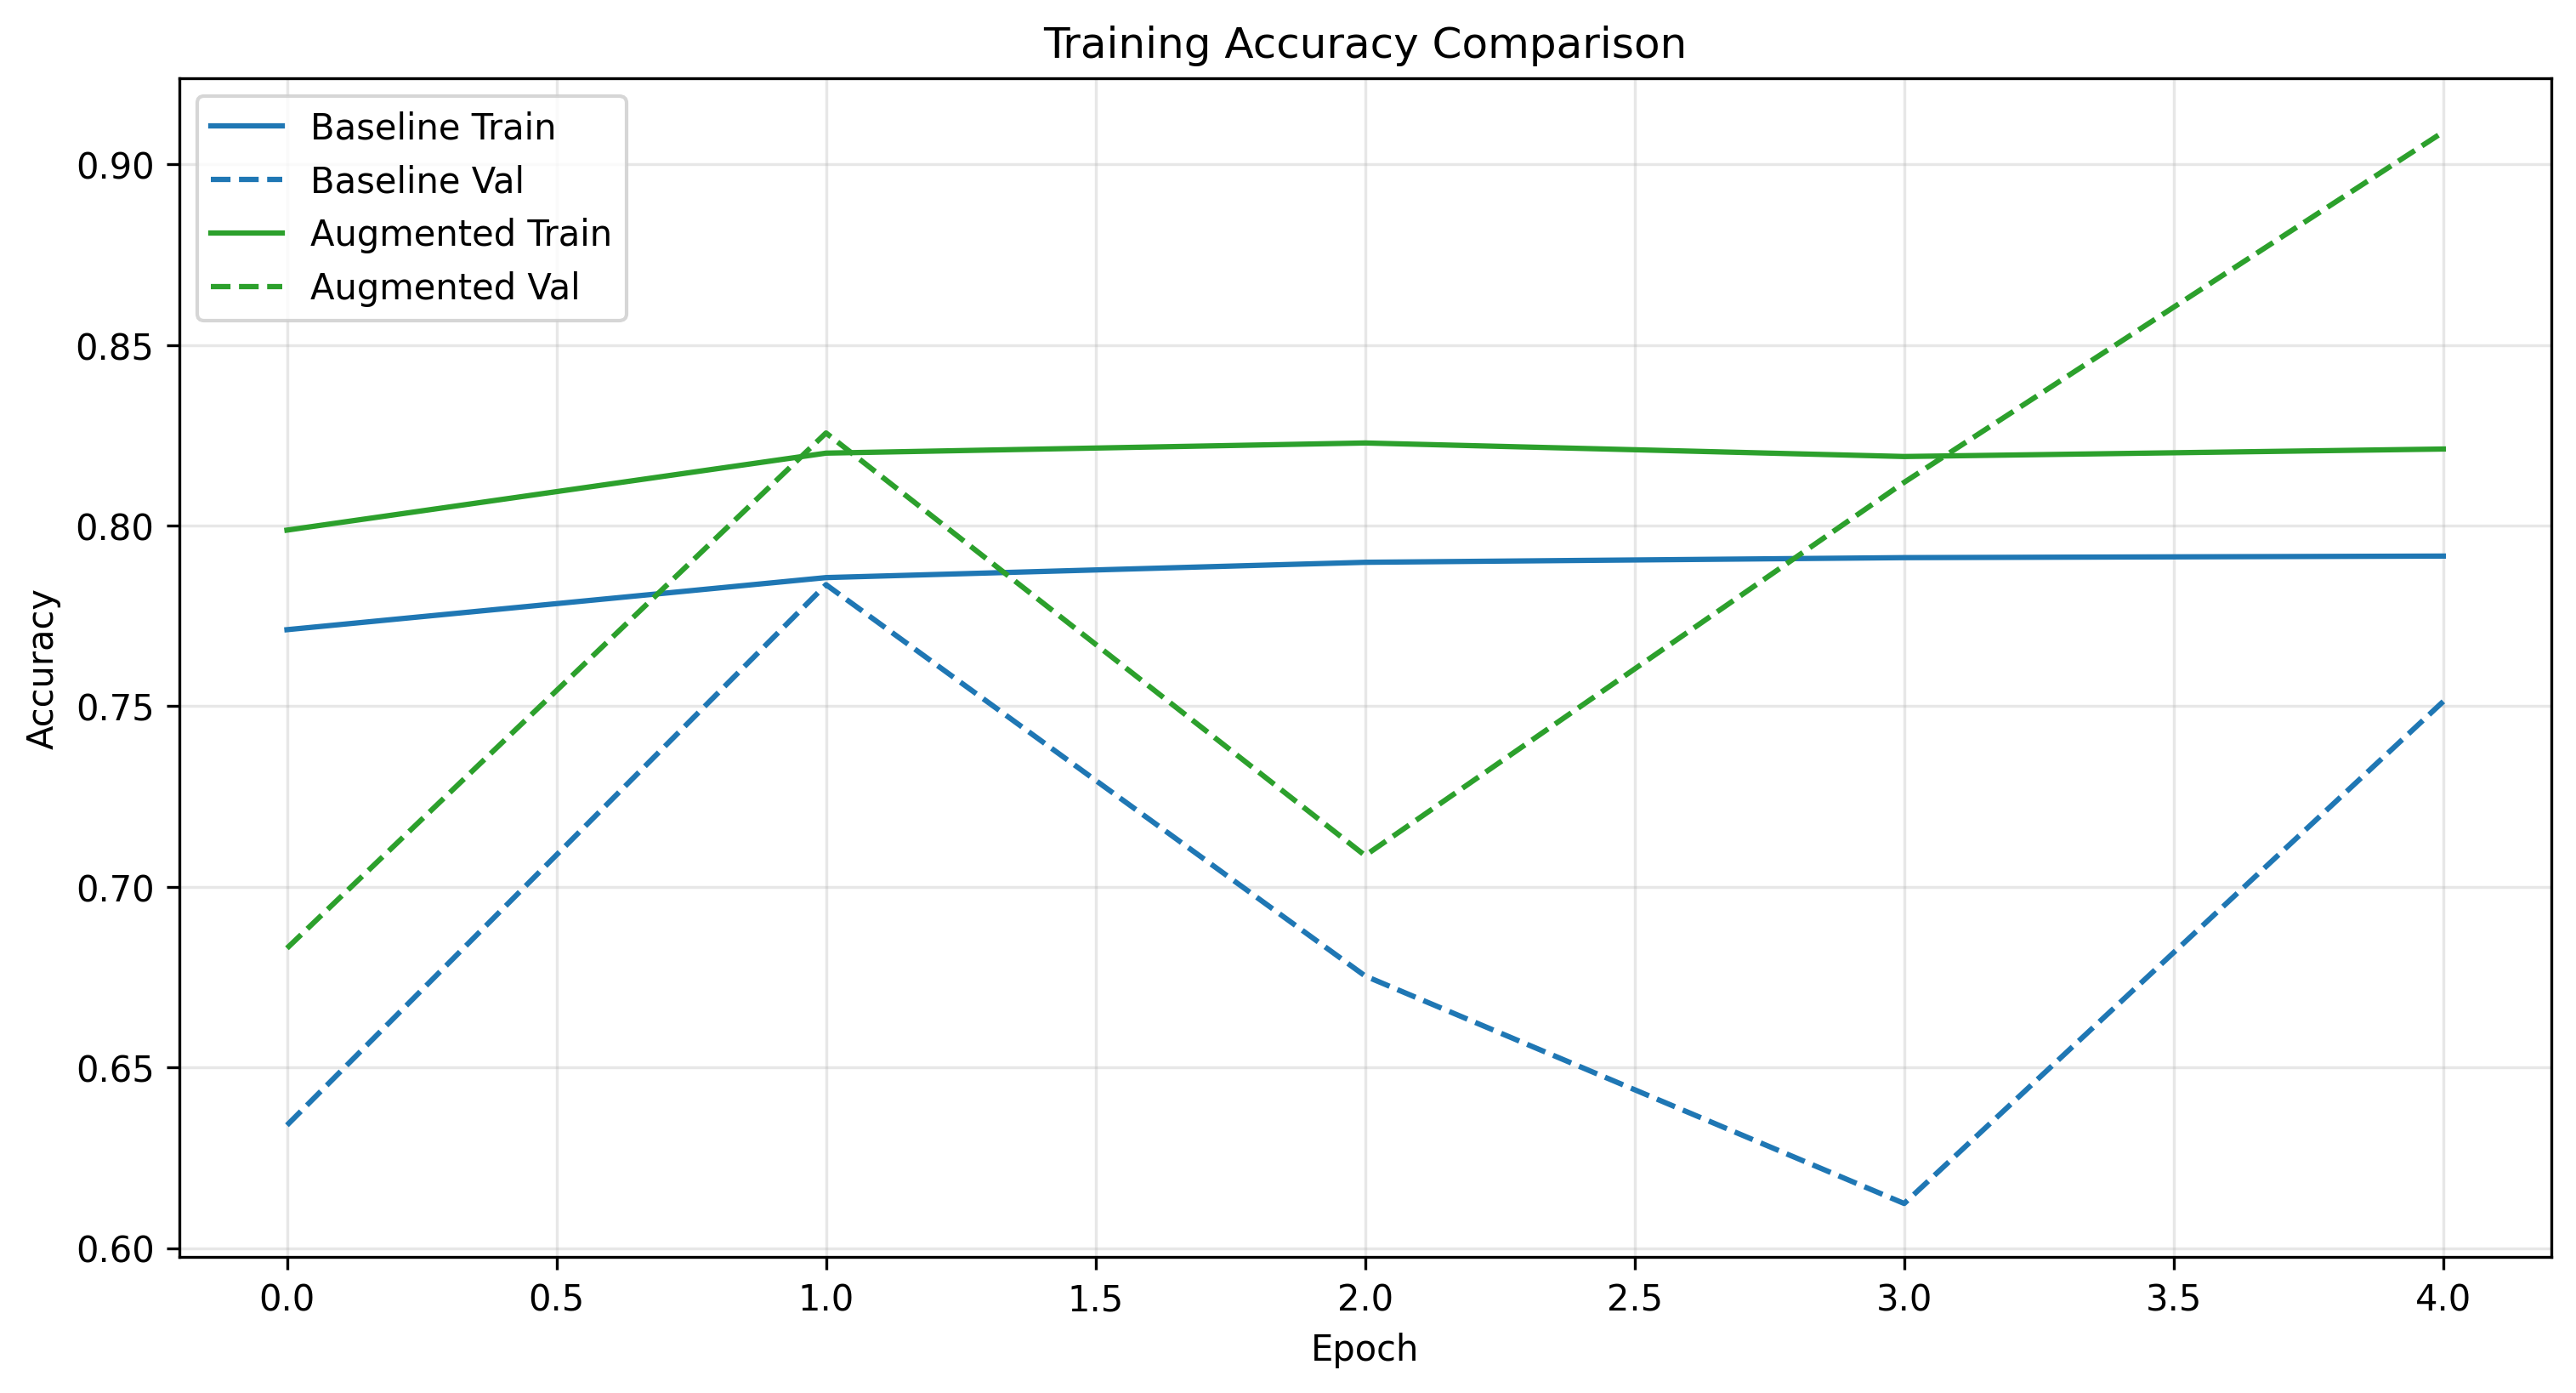 Training Accuracy Comparison
Baseline Train
Baseline Val
Augmented Train
Augmented Val
0.90
0.85
0.80
0.75
0.70
0.65
0.60
Accuracy
0.0 0.5 1.0 1.5 2.0 2.5 3.0 3.5 4.0
Epoch